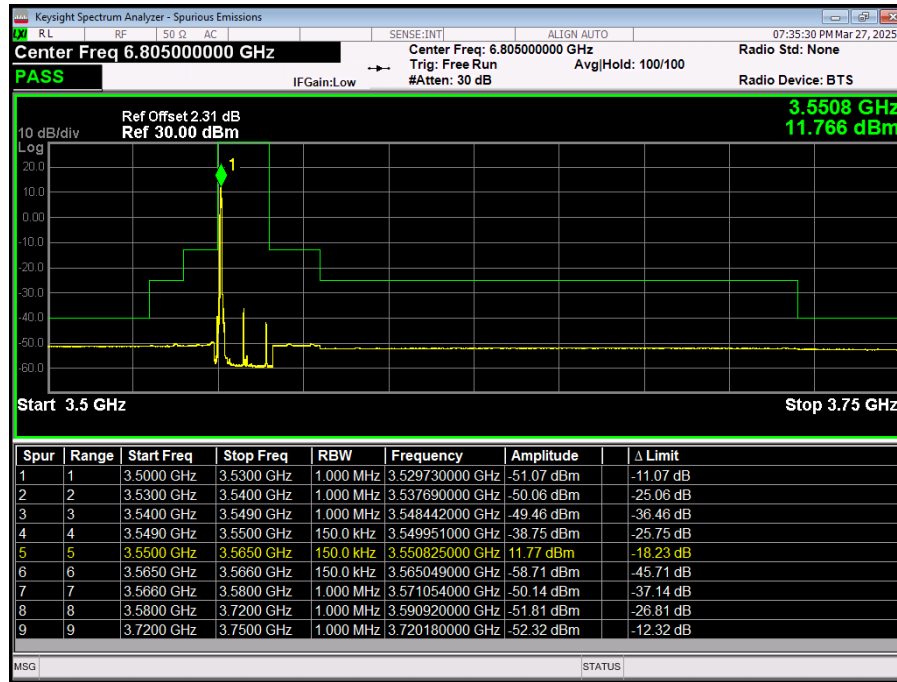 Keysight Spectrum Analyzer - Spurious Emissions
RL RF 50 Ω AC SENSE:INT ALIGN AUTO 07:35:30 PM Mar 27, 2025
Center Freq 6.805000000 GHz Center Freq: 6.805000000 GHz Radio Std: None
Trig: Free Run Avg|Hold: 100/100
PASS IFGain:Low #Atten: 30 dB Radio Device: BTS
Ref Offset 2.31 dB 3.5508 GHz
10 dB/div Ref 30.00 dBm 11.766 dBm
Log
1
20.0
10.0
0.00
-10.0
-20.0
-30.0
-40.0
-50.0
-60.0
Start 3.5 GHz Stop 3.75 GHz
Spur Range Start Freq Stop Freq RBW Frequency Amplitude Δ Limit
1 1 3.5000 GHz 3.5300 GHz 1.000 MHz 3.529730000 GHz -51.07 dBm -11.07 dB
2 2 3.5300 GHz 3.5400 GHz 1.000 MHz 3.537690000 GHz -50.06 dBm -25.06 dB
3 3 3.5400 GHz 3.5490 GHz 1.000 MHz 3.548442000 GHz -49.46 dBm -36.46 dB
4 4 3.5490 GHz 3.5500 GHz 150.0 kHz 3.549951000 GHz -38.75 dBm -25.75 dB
5 5 3.5500 GHz 3.5650 GHz 150.0 kHz 3.550825000 GHz 11.77 dBm -18.23 dB
6 6 3.5650 GHz 3.5660 GHz 150.0 kHz 3.565049000 GHz -58.71 dBm -45.71 dB
7 7 3.5660 GHz 3.5800 GHz 1.000 MHz 3.571054000 GHz -50.14 dBm -37.14 dB
8 8 3.5800 GHz 3.7200 GHz 1.000 MHz 3.590920000 GHz -51.81 dBm -26.81 dB
9 9 3.7200 GHz 3.7500 GHz 1.000 MHz 3.720180000 GHz -52.32 dBm -12.32 dB
MSG STATUS